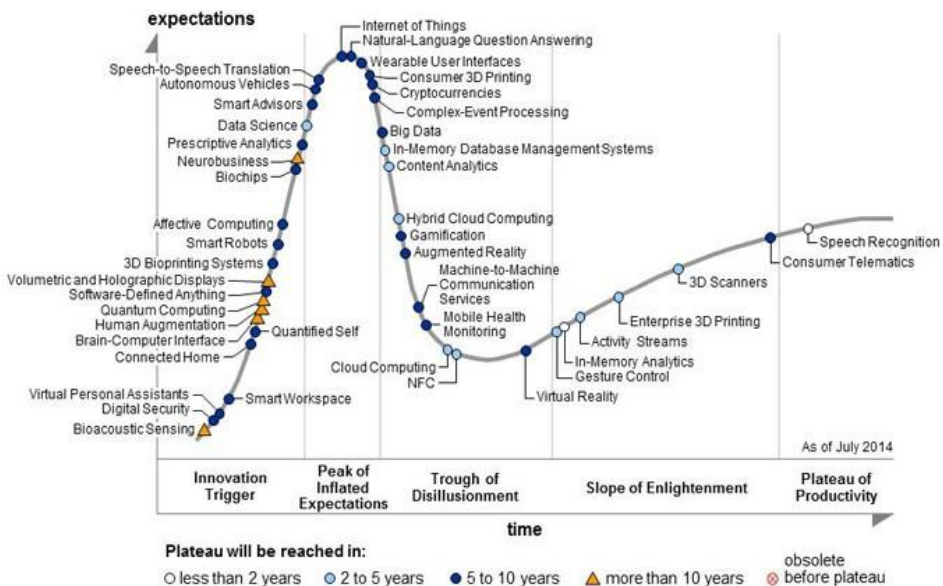 expectations
Internet of Things
Natural-Language Question Answering
Wearable User Interfaces
Speech-to-Speech Translation
Consumer 3D Printing
Autonomous Vehicles
Cryptocurrencies
Smart Advisors
Complex-Event Processing
Data Science
Big Data
Prescriptive Analytics
In-Memory Database Management Systems
Neurobusiness
Content Analytics
Biochips
Hybrid Cloud Computing
Affective Computing
Gamification
Speech Recognition
Smart Robots
Augmented Reality
Consumer Telematics
3D Bioprinting Systems
Machine-to-Machine
Communication
Services
Volumetric and Holographic Displays
3D Scanners
Software-Defined Anything
Quantum Computing
Mobile Health
Monitoring
Enterprise 3D Printing
Human Augmentation
Quantified Self
Brain-Computer Interface
Activity Streams
Connected Home
In-Memory Analytics
Cloud Computing
Gesture Control
NFC
Virtual Personal Assistants
Smart Workspace
Virtual Reality
Digital Security
Bioacoustic Sensing
As of July 2014
Innovation
Trigger
Peak of
Inflated
Expectations
Trough of
Disillusionment
Slope of Enlightenment
Plateau of
Productivity
time
Plateau will be reached in:
less than 2 years
2 to 5 years
5 to 10 years
more than 10 years
obsolete
before plateau